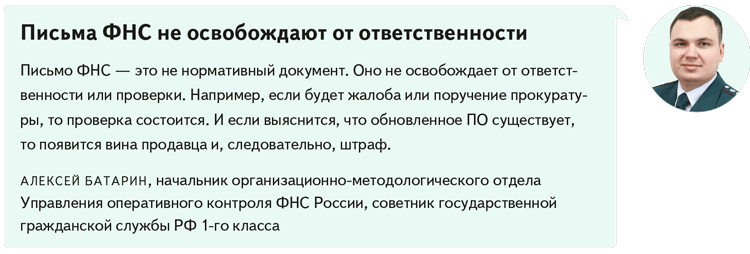 Письма ФНС не освобождают от ответственности
Письмо ФНС — это не нормативный документ. Оно не освобождает от ответст-
венности или проверки. Например, если будет жалоба или поручение прокурату-
ры, то проверка состоится. И если выяснится, что обновленное ПО существует,
то появится вина продавца и, следовательно, штраф.
АЛЕКСЕЙ БАТАРИН, начальник организационно-методологического отдела
Управления оперативного контроля ФНС России, советник государственной
гражданской службы РФ 1-го класса